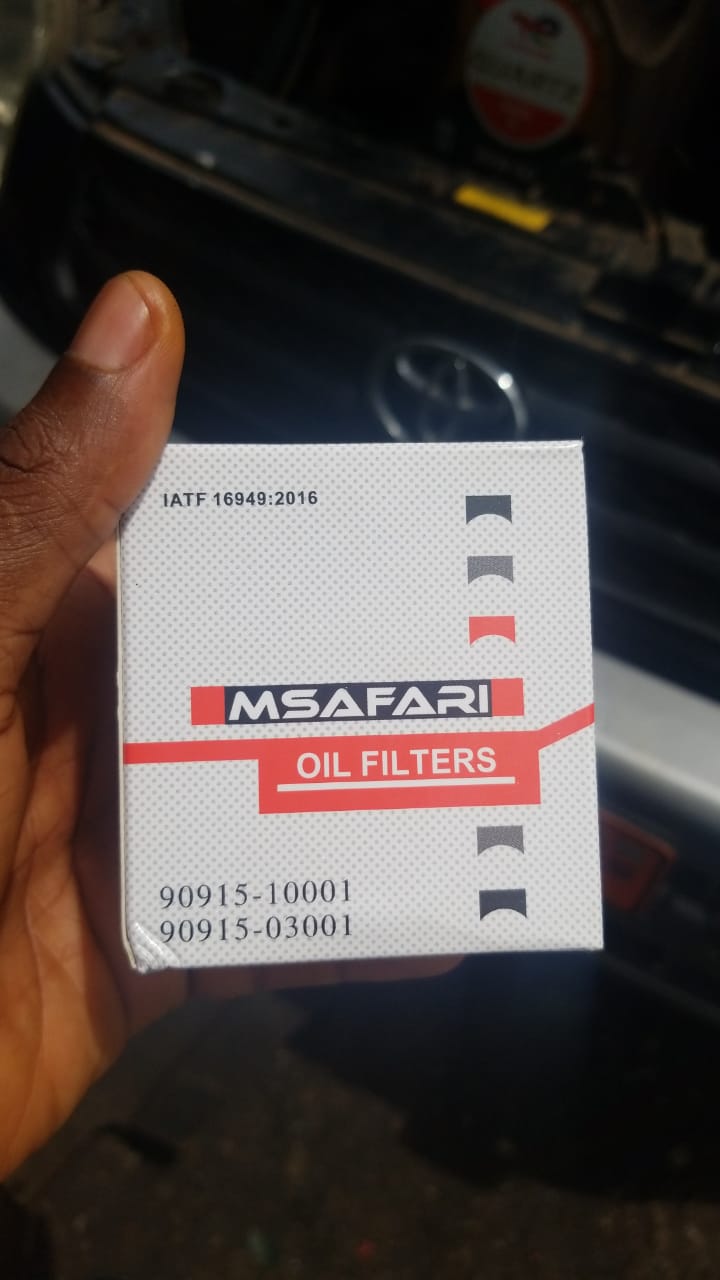 IATF 16949:2016
MSAFARI
OIL FILTERS
90915-10001
90915-03001